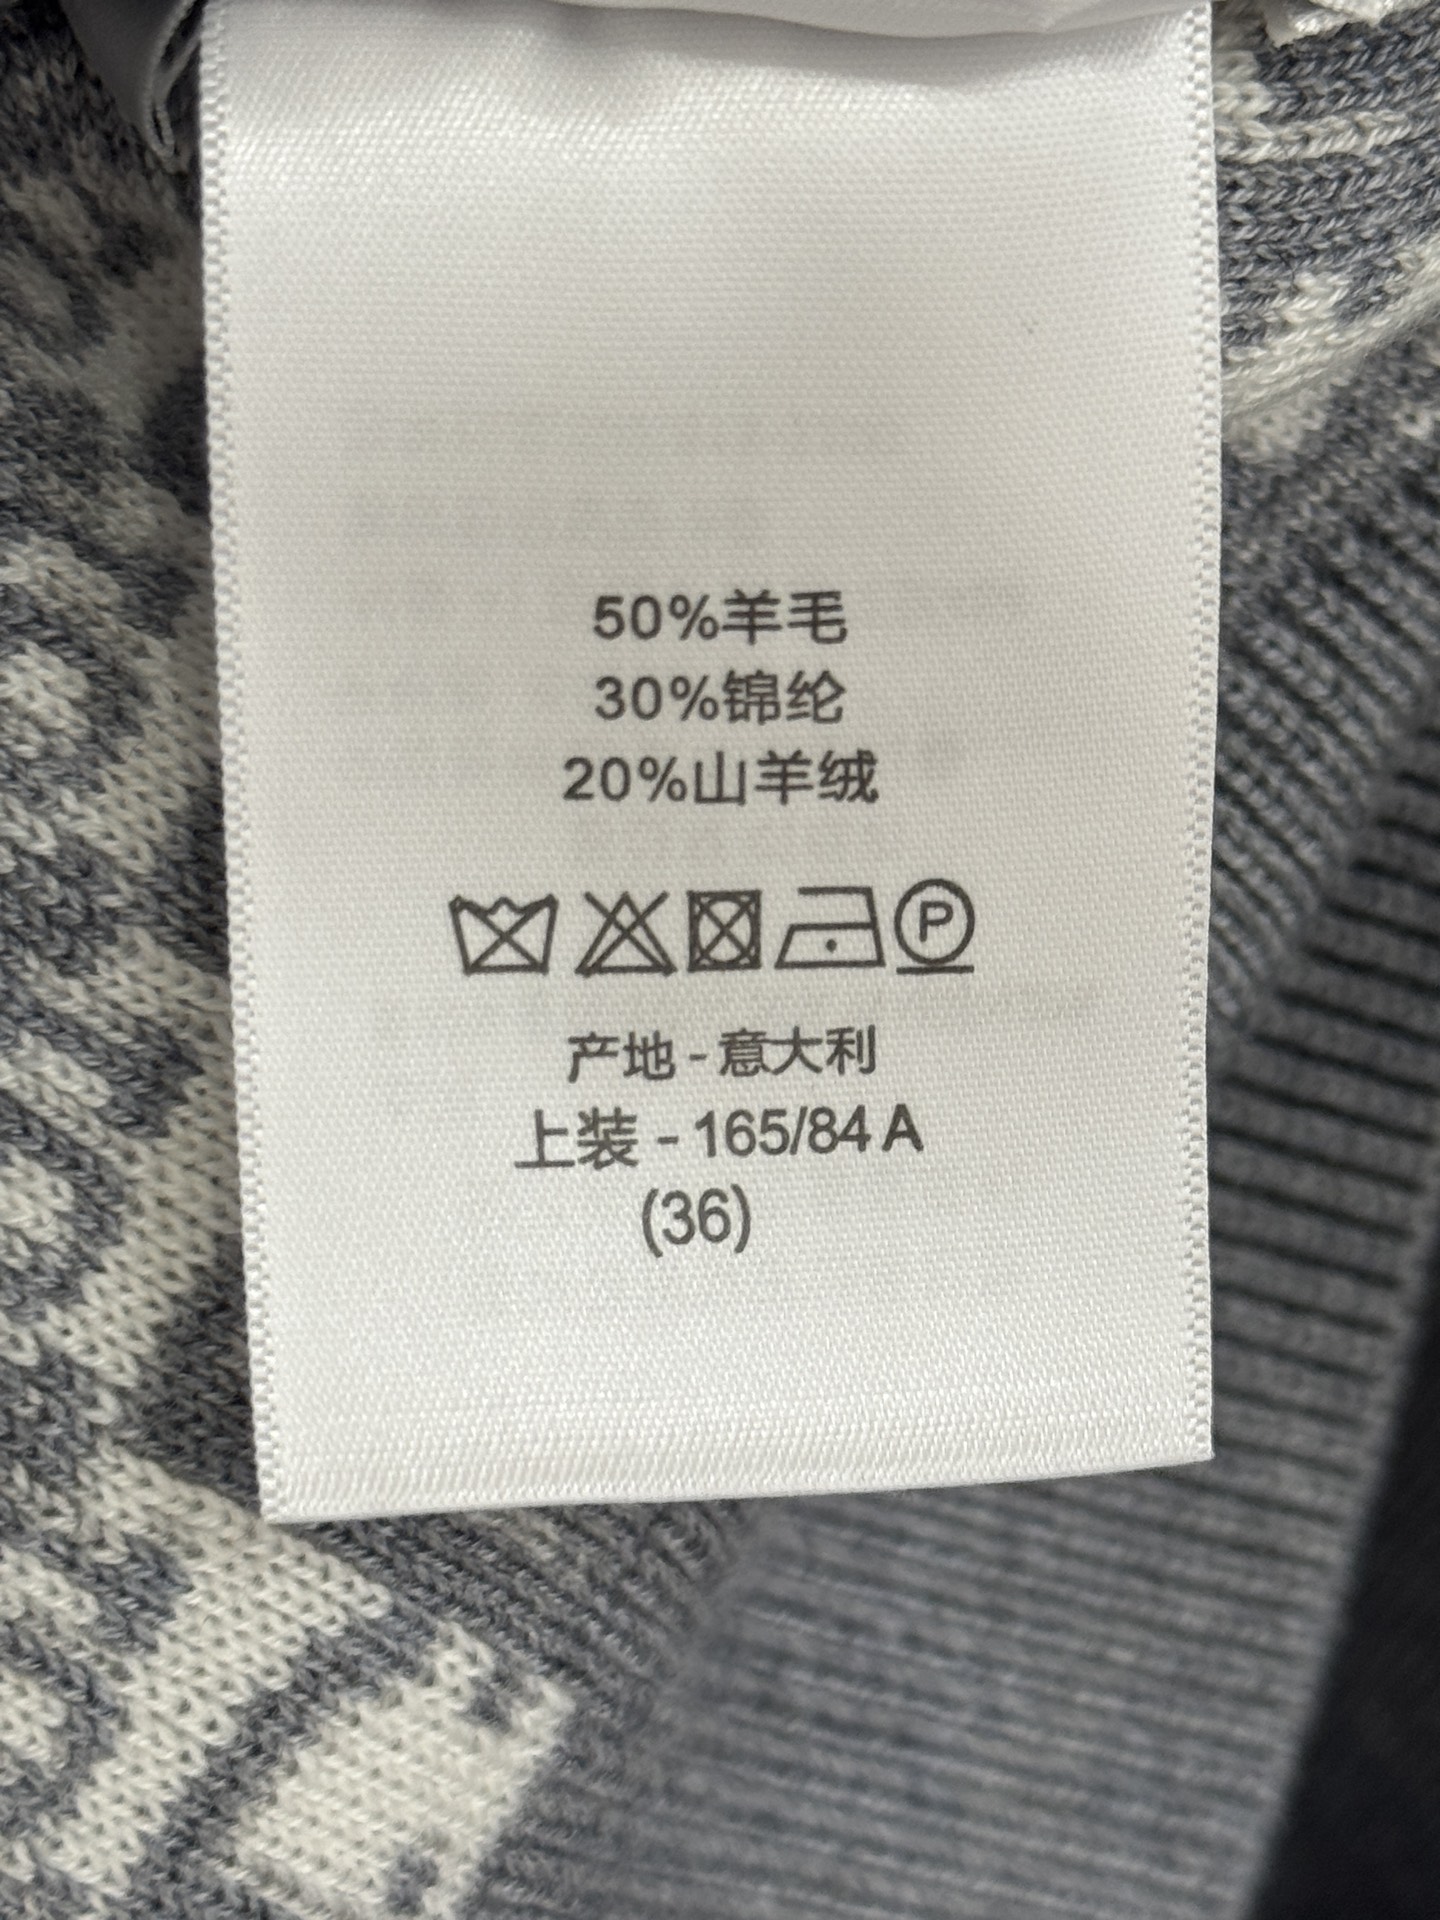 50%羊毛
30%锦纶
20%山羊绒
P
产地 - 意大利
上装 - 165/84 A
(36)